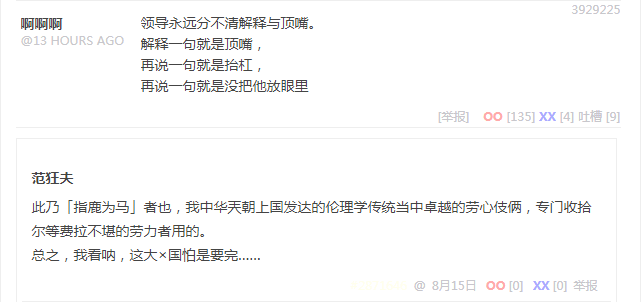 3929225
啊啊啊
@13 HOURS AGO
领导永远分不清解释与顶嘴。
解释一句就是顶嘴，
再说一句就是抬杠，
再说一句就是没把他放眼里
[举报] OO [135] XX [4] 吐槽 [9]
范狂夫
此乃「指鹿为马」者也，我中华天朝上国发达的伦理学传统当中卓越的劳心伎俩，专门收拾
尔等费拉不堪的劳力者用的。
总之，我看呐，这大×国怕是要完......
@ 8月15日 OO [0] XX [0] 举报